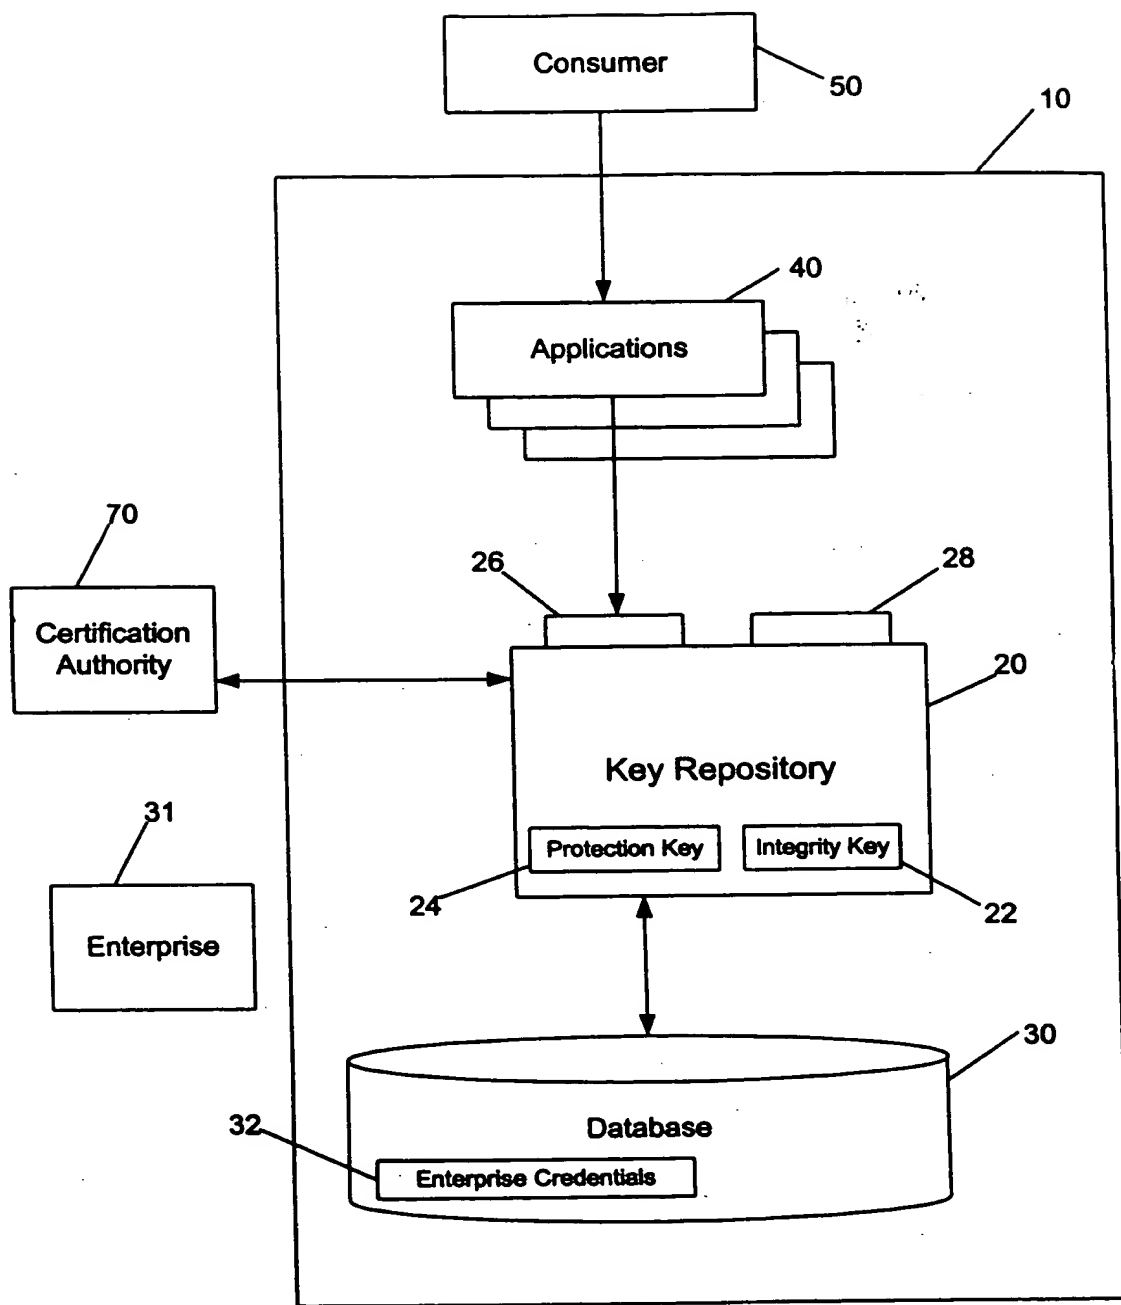 Consumer
50
10
40
Applications
70
26
28
Certification
Authority
20
Key Repository
31
Protection Key
Integrity Key
24
22
Enterprise
30
32
Database
Enterprise Credentials